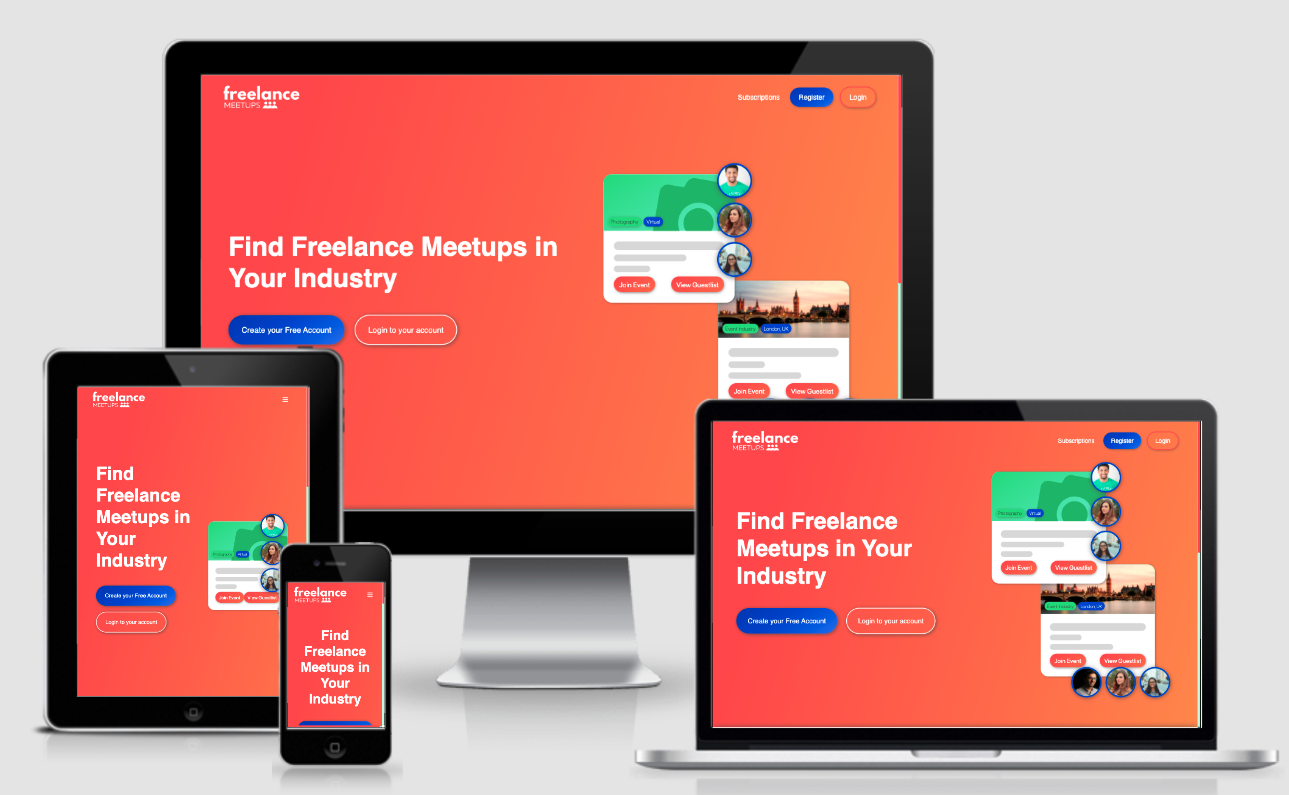 freelance
MEETUPS
Subscriptions
Register
Login
Photography
Virtual
Join Event
View Guestlist
Find Freelance Meetups in
Your Industry
Create your Free Account
Login to your account
Event Industry
London, UK
Join Event
View Guestlist
freelance
MEETUPS
Find
Freelance
Meetups in
Your
Industry
Photography
Virtual
Join Event
View Guestlist
Create your Free Account
Login to your account
freelance
MEETUPS
Find
Freelance
Meetups in
Your
Industry
freelance
MEETUPS
Subscriptions
Register
Login
Photography
Virtual
Join Event
View Guestlist
Find Freelance
Meetups in Your
Industry
Create your Free Account
Login to your account
Event Industry
London, UK
Join Event
View Guestlist